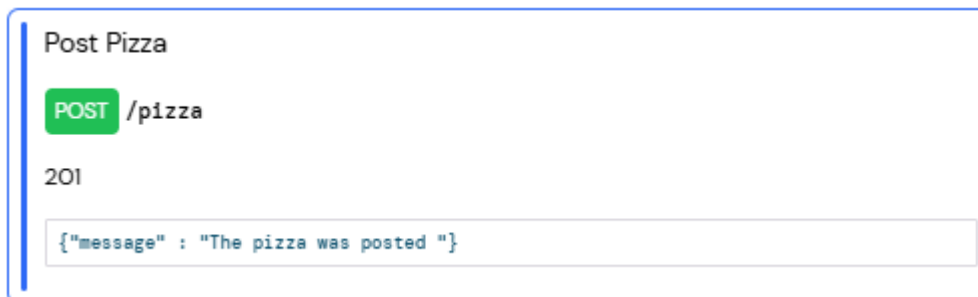 Post Pizza
POST /pizza
201
{"message" : "The pizza was posted "}